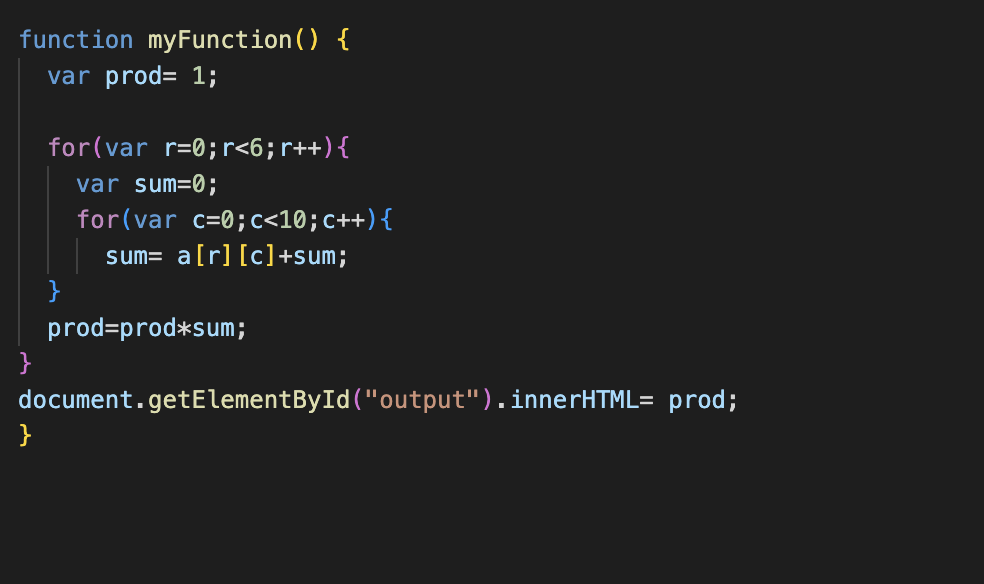 function myFunction() {
  var prod= 1;

  for(var r=0;r<6;r++){
    var sum=0;
    for(var c=0;c<10;c++){
      sum= a[r][c]+sum;
  }
  prod=prod*sum;
}
document.getElementById("output").innerHTML= prod;
}